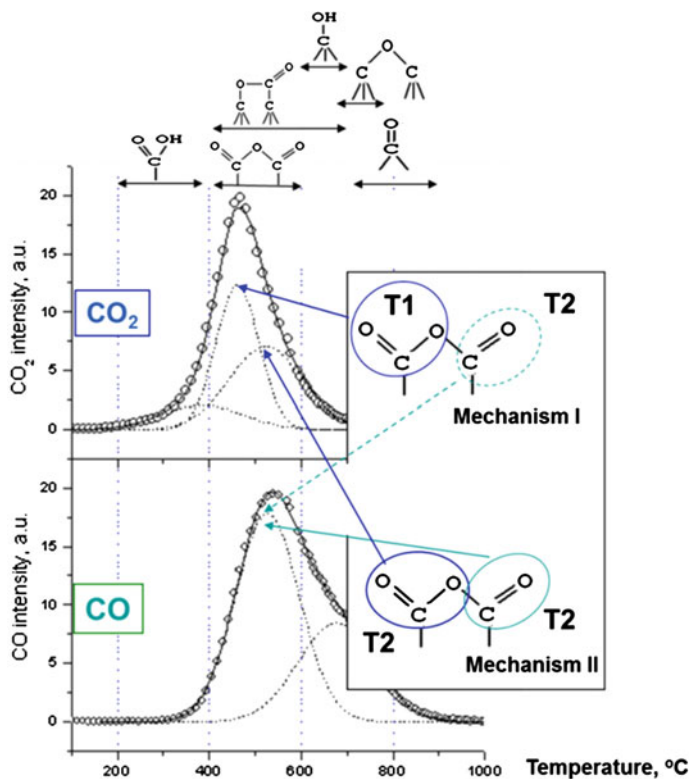 OH
C
O
C C
O
O C
C C
O OH
C
O O O
C C
O
C
20
15
10
5
0
CO₂ intensity, a.u.
CO₂
T1 T2
O O O
C C
Mechanism I
20
15
10
5
0
CO intensity, a.u.
CO
O O O
C C
T2 T2
Mechanism II
200 400 600 800 1000
Temperature, ºC